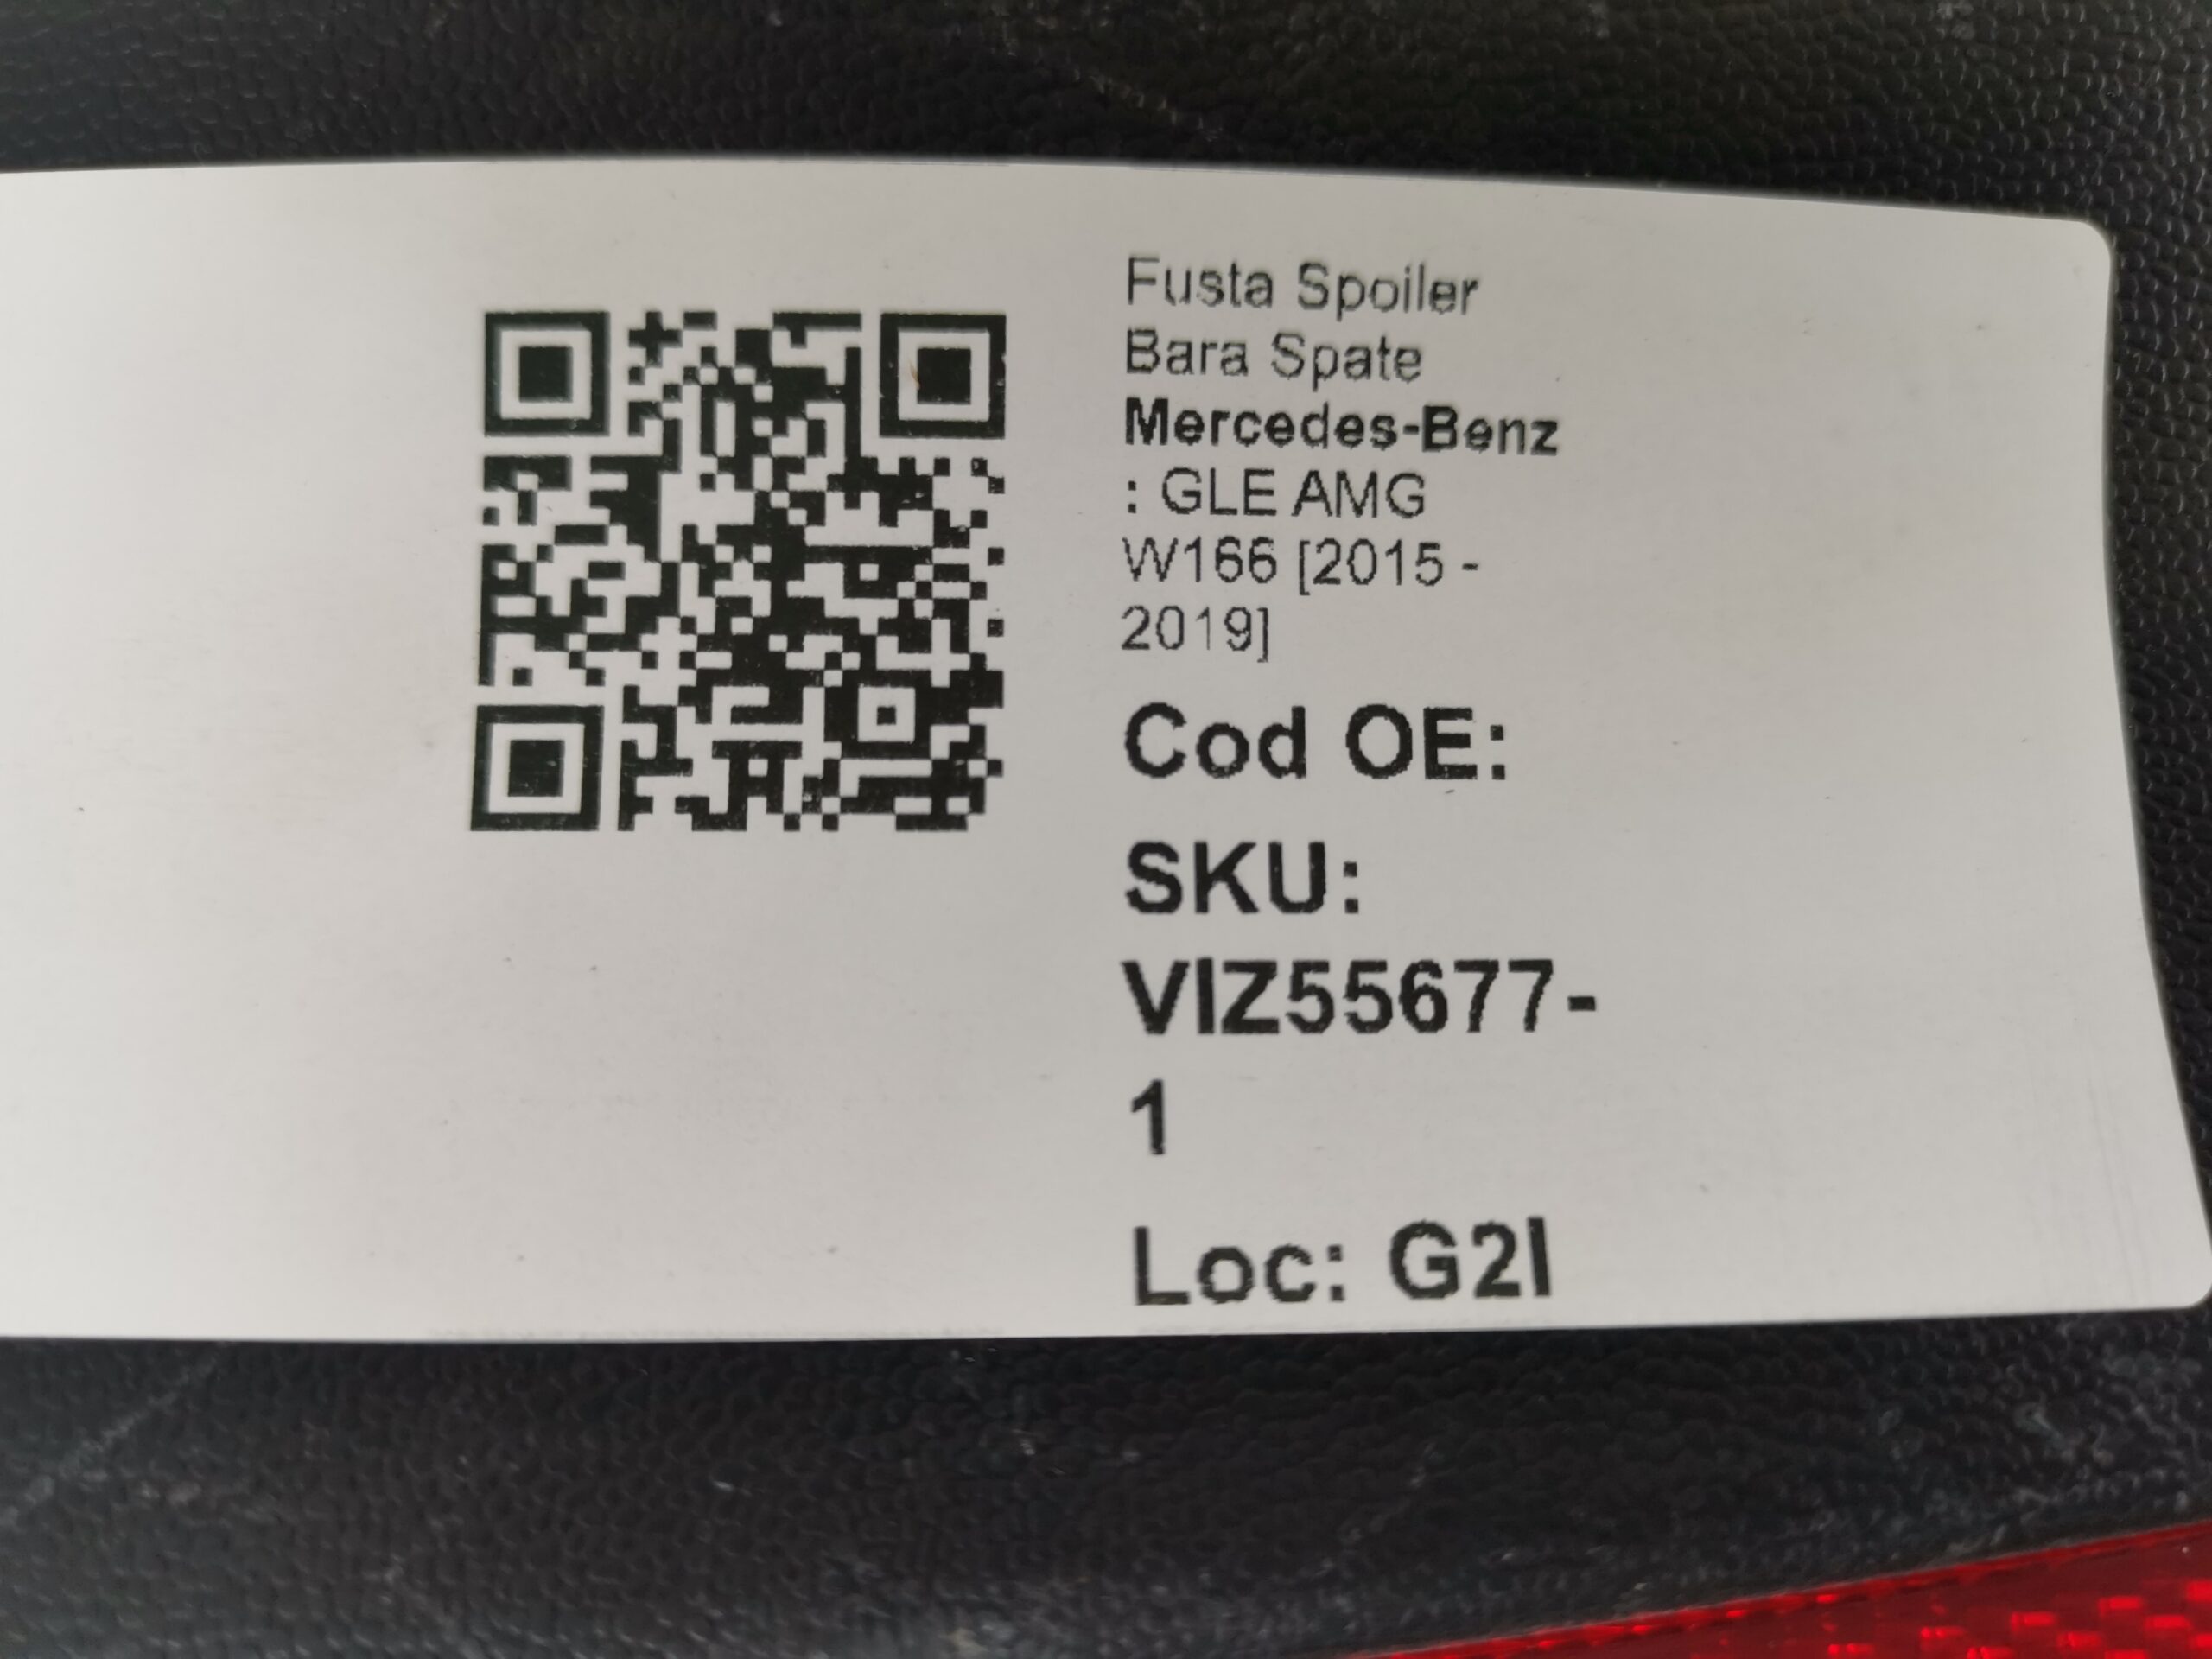 Fusta Spoiler
Bara Spate
Mercedes-Benz
: GLE AMG
W166 [2015 -
2019]
Cod OE:
SKU:
VIZ55677-
1
Loc: G2I